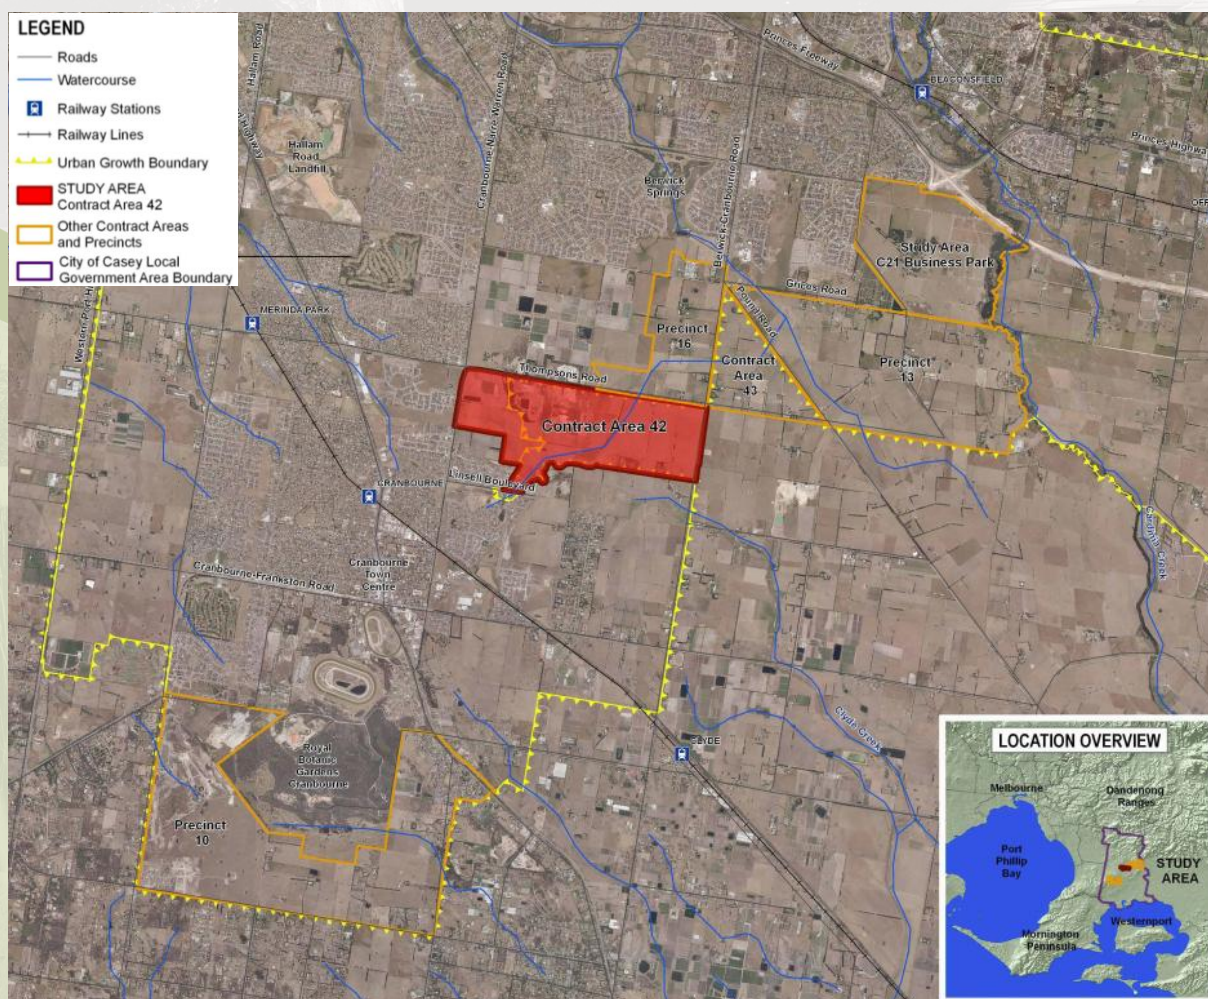 LEGEND
Roads
Watercourse
Railway Stations
Railway Lines
Urban Growth Boundary
STUDY AREA
Contract Area 42
Other Contract Areas
and Precincts
City of Casey Local
Government Area Boundary
Hallam Road
Highway
Hallam
Road
Landfill
Cranbourne-Narre Warren Road
Princes Freeway
BEACONSFIELD
Princes Highwa
OF
Berwick
Springs
Berwick-Cranbourne Road
Study Area
C21 Business Park
Grices Road
Pound Road
Western Port H
MERINDA PARK
Precinct
16
Contract
Area
43
Precinct
13
Thompsons Road
Contract Area 42
Linsell Boulevard
CRANBOURNE
Cranbourne
Town
Centre
Cranbourne-Frankston Road
Cardinia Creek
Clyde Creek
CLYDE
Royal
Botanic
Gardens
Cranbourne
Precinct
10
LOCATION OVERVIEW
Melbourne
Dandenong
Ranges
Port
Phillip
Bay
STUDY
AREA
Westernport
Mornington
Peninsula